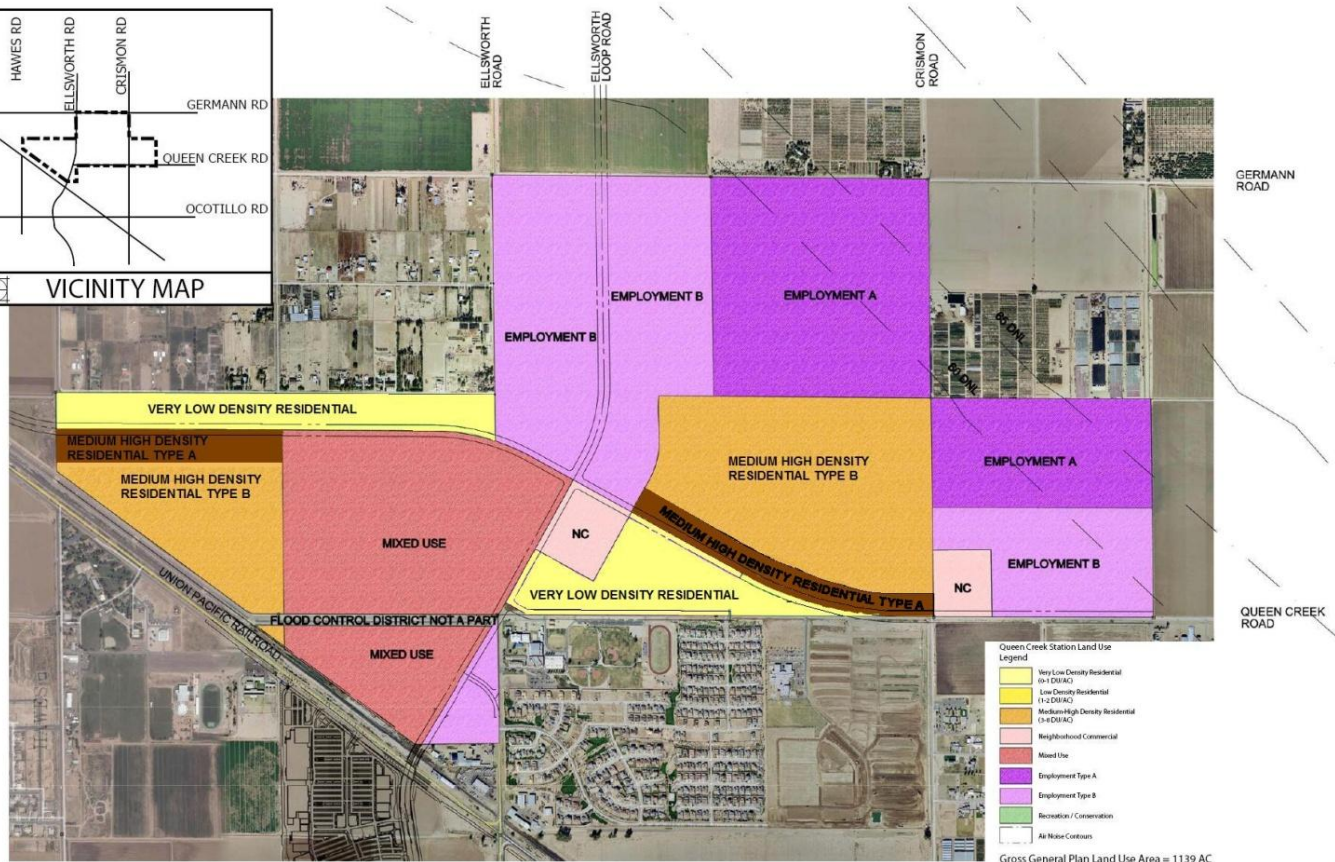 HAWES RD
ELLSWORTH RD
CRISMON RD
GERMANN RD
QUEEN CREEK RD
OCOTILLO RD
VICINITY MAP
ELLSWORTH
ROAD
ELLSWORTH
LOOP ROAD
CRISMON
ROAD
GERMANN
ROAD
EMPLOYMENT B
EMPLOYMENT A
EMPLOYMENT B
65 DNL
60 DNL
VERY LOW DENSITY RESIDENTIAL
MEDIUM HIGH DENSITY
RESIDENTIAL TYPE A
MEDIUM HIGH DENSITY
RESIDENTIAL TYPE B
MEDIUM HIGH DENSITY
RESIDENTIAL TYPE B
EMPLOYMENT A
MIXED USE
NC
MEDIUM HIGH DENSITY RESIDENTIAL TYPE A
EMPLOYMENT B
NC
VERY LOW DENSITY RESIDENTIAL
UNION PACIFIC RAILROAD
FLOOD CONTROL DISTRICT NOT A PART
MIXED USE
QUEEN CREEK
ROAD
Queen Creek Station Land Use
Legend
Very Low Density Residential
(0-1 DU/AC)
Low Density Residential
(1-2 DU/AC)
Medium-High Density Residential
(3-8 DU/AC)
Neighborhood Commercial
Mixed Use
Employment Type A
Employment Type B
Recreation / Conservation
Air Noise Contours
Gross General Plan Land Use Area = 1139 AC